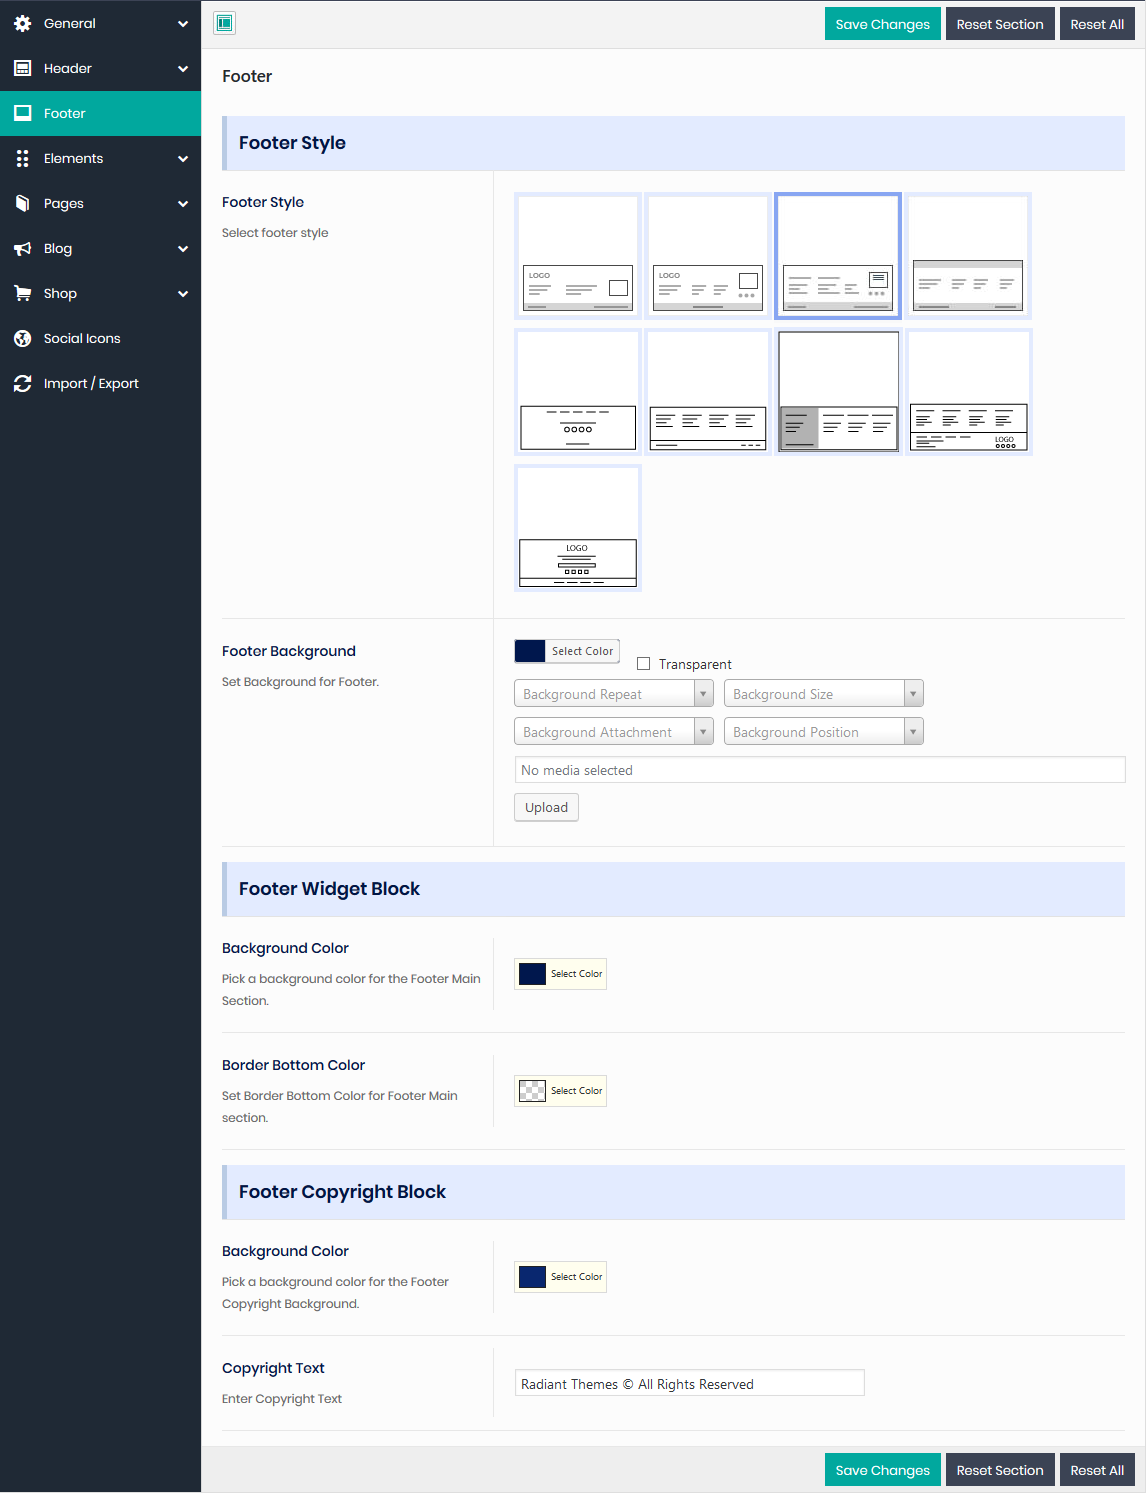 General
Header
Footer
Elements
Pages
Blog
Shop
Social Icons
Import / Export
Save Changes Reset Section Reset All
Footer
Footer Style
Footer Style
Select footer style
LOGO
LOGO
LOGO
LOGO
Footer Background
Set Background for Footer.
Select Color
Transparent
Background Repeat Background Size
Background Attachment Background Position
No media selected
Upload
Footer Widget Block
Background Color
Pick a background color for the Footer Main
Section.
Select Color
Border Bottom Color
Set Border Bottom Color for Footer Main
section.
Select Color
Footer Copyright Block
Background Color
Pick a background color for the Footer
Copyright Background.
Select Color
Copyright Text
Enter Copyright Text
Radiant Themes © All Rights Reserved
Save Changes Reset Section Reset All